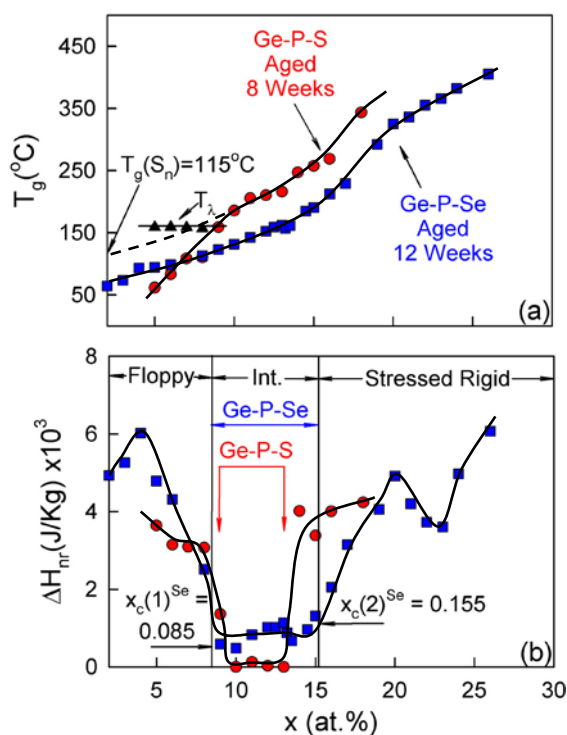 450
350
250
150
50
T_g(°C)
Ge-P-S
Aged
8 Weeks
T_g(S_n)=115°C
T_λ
Ge-P-Se
Aged
12 Weeks
(a)
8
6
4
2
0
ΔH_nr(J/Kg) x10^3
Floppy
Int.
Stressed Rigid
Ge-P-Se
Ge-P-S
x_c(1)^Se =
0.085
x_c(2)^Se = 0.155
(b)
5 10 15 20 25 30
x (at.%)